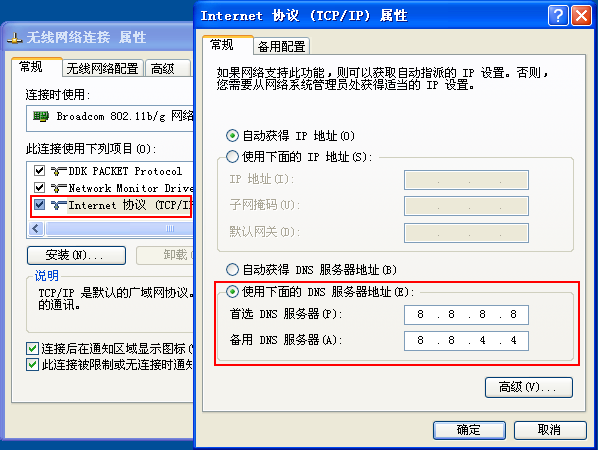 无线网络连接 属性
常规
无线网络配置
高级
连接时使用:
Broadcom 802.11b/g 网络
此连接使用下列项目(O):
DDK PACKET Protocol
Network Monitor Drive
Internet 协议 (TCP/IP
安装(N)...
卸载(
说明
TCP/IP 是默认的广域网协议。
的通讯。
连接后在通知区域显示图标(
此连接被限制或无连接时通知
Internet 协议 (TCP/IP) 属性
常规
备用配置
如果网络支持此功能，则可以获取自动指派的 IP 设置。否则，
您需要从网络系统管理员处获得适当的 IP 设置。
自动获得 IP 地址(O)
使用下面的 IP 地址(S):
IP 地址(I):
子网掩码(U):
默认网关(D):
自动获得 DNS 服务器地址(B)
使用下面的 DNS 服务器地址(E):
首选 DNS 服务器(P):
8 . 8 . 8 . 8
备用 DNS 服务器(A):
8 . 8 . 4 . 4
高级(V)...
确定
取消